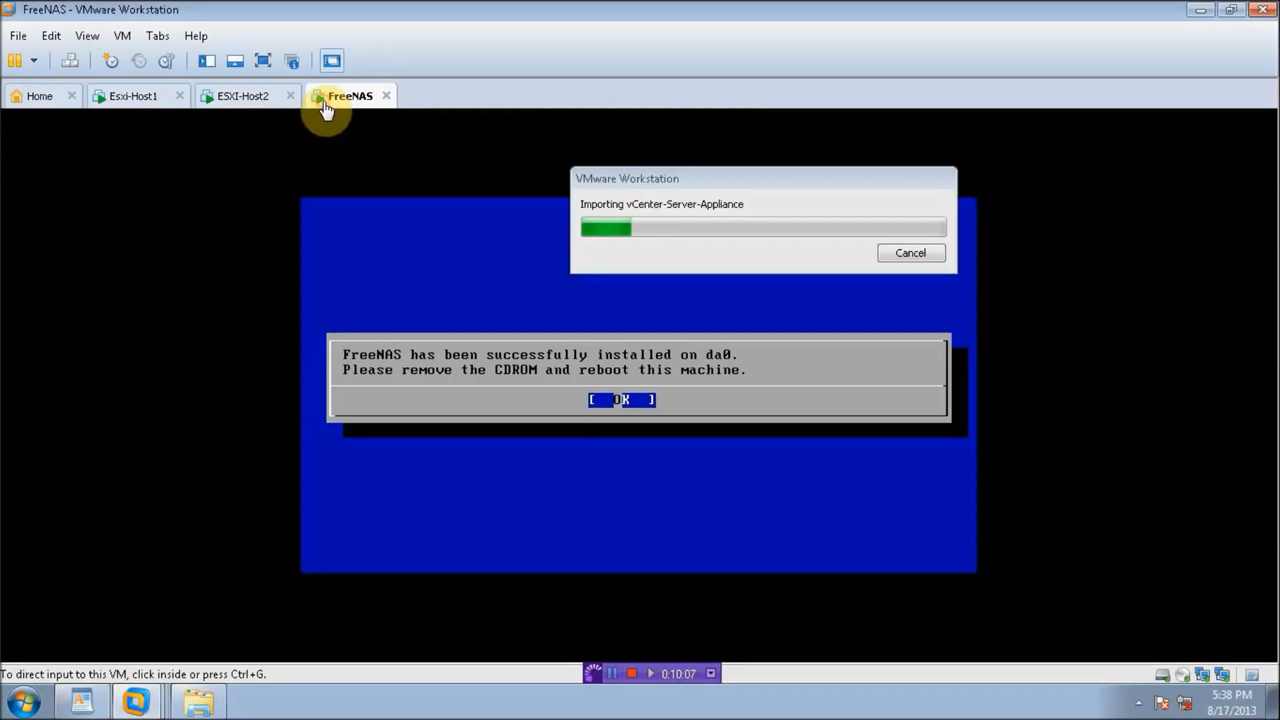 FreeNAS - VMware Workstation
File Edit View VM Tabs Help
Home Esxi-Host1 ESXI-Host2 FreeNAS
VMware Workstation
Importing vCenter-Server-Appliance
Cancel
FreeNAS has been successfully installed on da0.
Please remove the CDROM and reboot this machine.
[ OK ]
To direct input to this VM, click inside or press Ctrl+G.
0:10:07
5:38 PM
8/17/2013